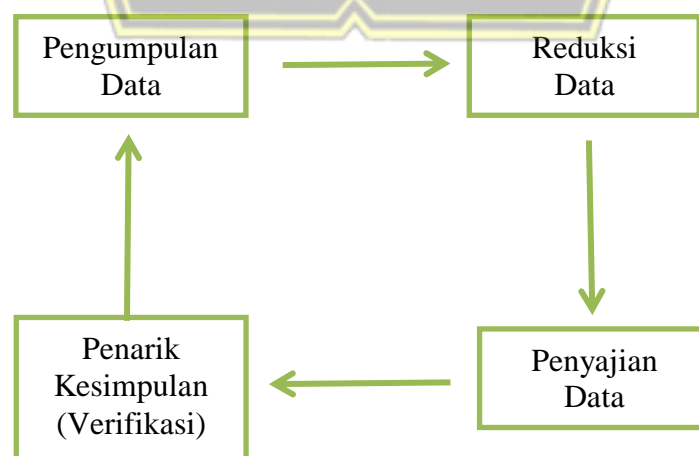 Pengumpulan
Data
Reduksi
Data
Penarik
Kesimpulan
(Verifikasi)
Penyajian
Data